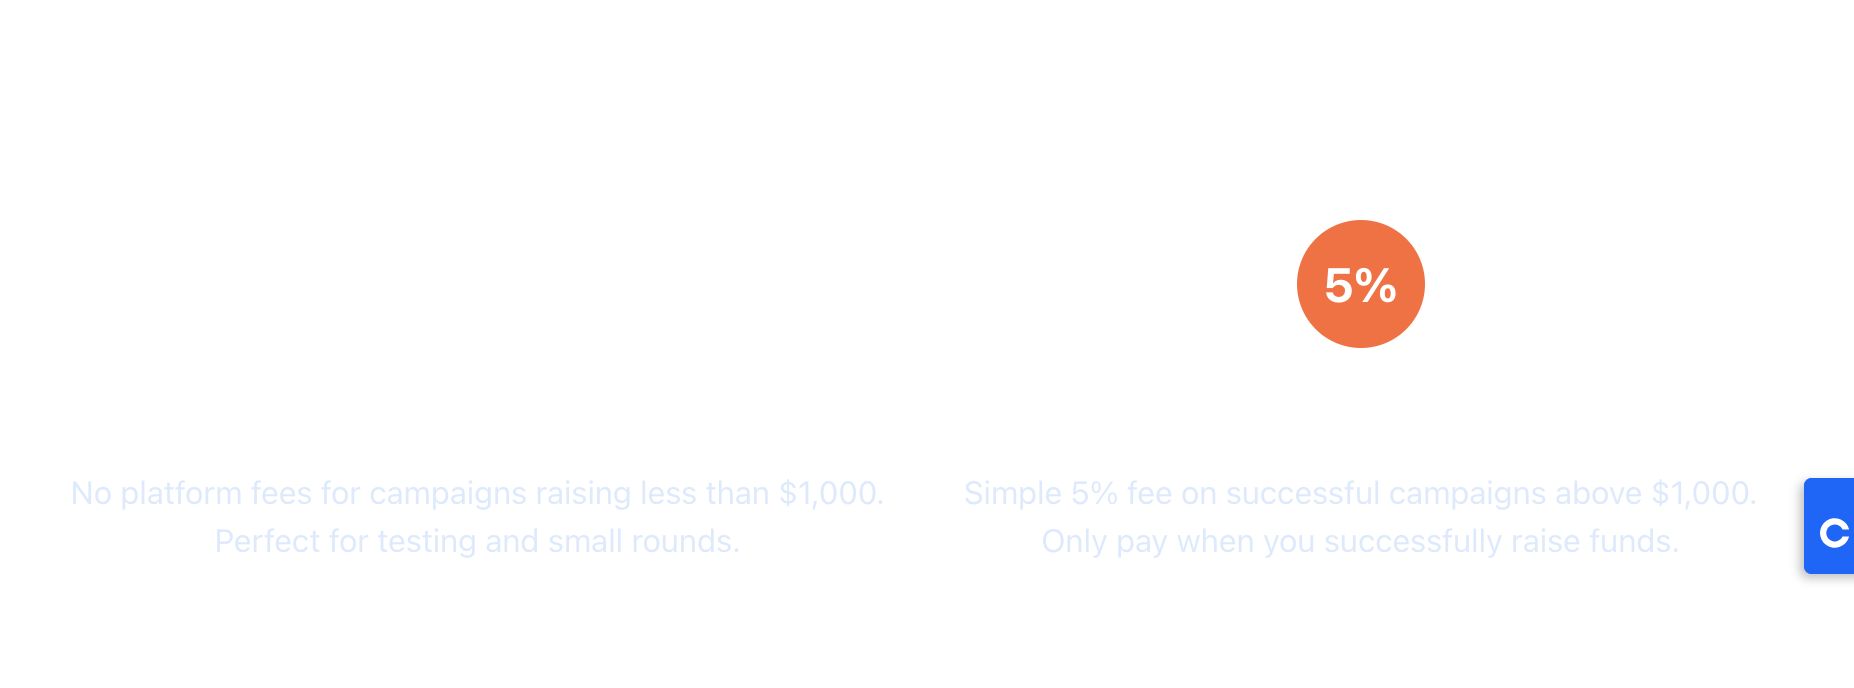 5%
No platform fees for campaigns raising less than $1,000.
Perfect for testing and small rounds.
Simple 5% fee on successful campaigns above $1,000.
Only pay when you successfully raise funds.
C